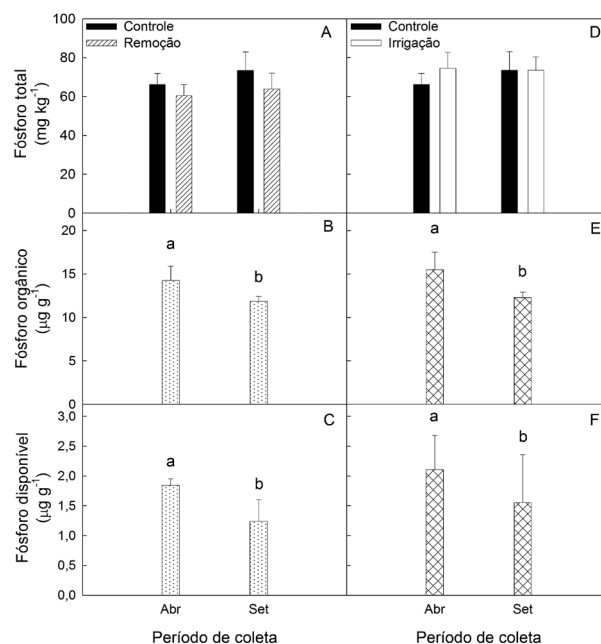 Controle
Remoção
A
Controle
Irrigação
D
Fósforo total
(mg kg⁻¹)
100
80
60
40
20
0
B
a
b
E
a
b
Fósforo orgânico
(µg g⁻¹)
20
15
10
5
0
C
a
b
F
a
b
Fósforo disponível
(µg g⁻¹)
3,0
2,5
2,0
1,5
1,0
0,5
0,0
Abr Set Abr Set
Período de coleta Período de coleta